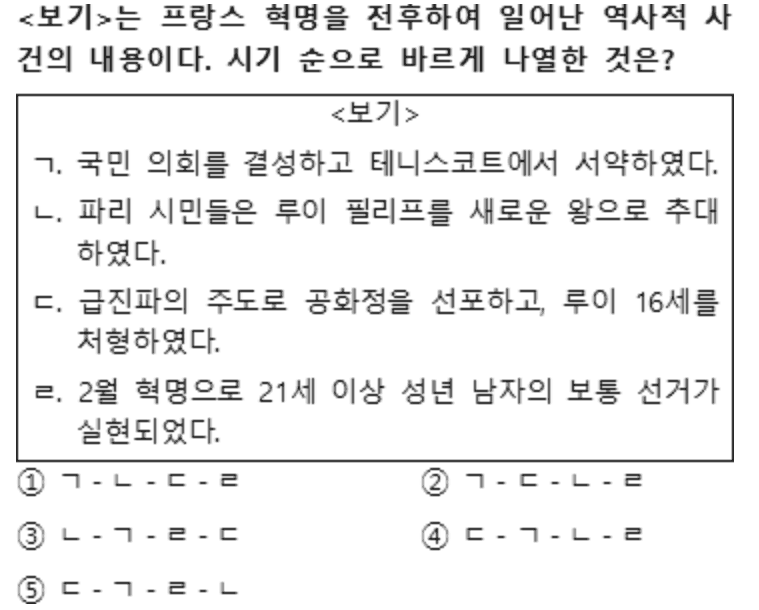 <보기>는 프랑스 혁명을 전후하여 일어난 역사적 사
건의 내용이다. 시기 순으로 바르게 나열한 것은?
<보기>
ㄱ. 국민 의회를 결성하고 테니스코트에서 서약하였다.
ㄴ. 파리 시민들은 루이 필리프를 새로운 왕으로 추대
하였다.
ㄷ. 급진파의 주도로 공화정을 선포하고, 루이 16세를
처형하였다.
ㄹ. 2월 혁명으로 21세 이상 성년 남자의 보통 선거가
실현되었다.
① ㄱ - ㄴ - ㄷ - ㄹ ② ㄱ - ㄷ - ㄴ - ㄹ
③ ㄴ - ㄱ - ㄹ - ㄷ ④ ㄷ - ㄱ - ㄴ - ㄹ
⑤ ㄷ - ㄱ - ㄹ - ㄴ